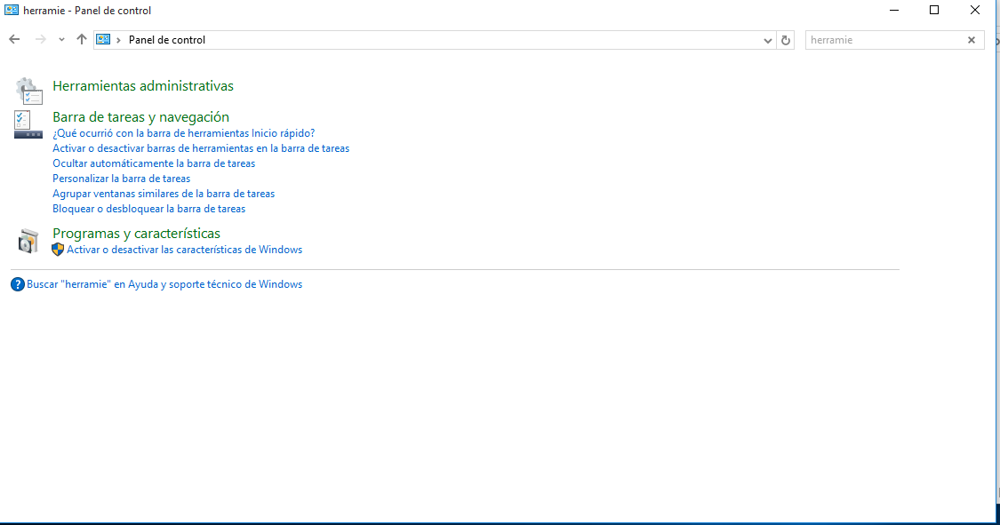 herramie - Panel de control
Panel de control
herramie
Herramientas administrativas
Barra de tareas y navegación
¿Qué ocurrió con la barra de herramientas Inicio rápido?
Activar o desactivar barras de herramientas en la barra de tareas
Ocultar automáticamente la barra de tareas
Personalizar la barra de tareas
Agrupar ventanas similares de la barra de tareas
Bloquear o desbloquear la barra de tareas
Programas y características
Activar o desactivar las características de Windows
Buscar "herramie" en Ayuda y soporte técnico de Windows